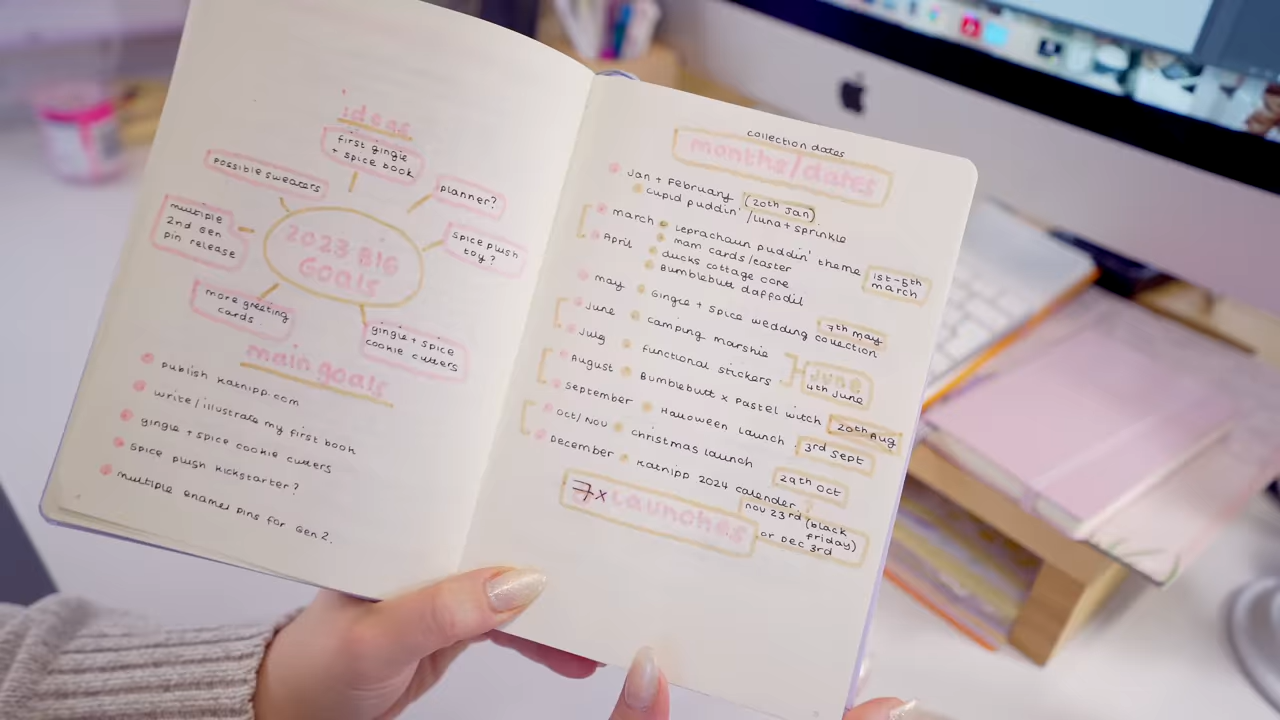 ideas
first gingie
+ spice book
possible sweaters
planner?
multiple
2nd Gen
pin release
spice plush
toy?
2023 BIG
GOALS
more greeting
cards
gingie + spice
cookie cutters
main goals
publish katnipp.com
write/illustrate my first book
gingie + spice cookie cutters
spice plush kickstarter?
multiple enamel pins for Gen 2.
collection dates
months/dates
Jan + February (20th Jan)
cupid puddin' /luna + sprinkle
march Leprachaun puddin' theme
April mam cards/easter
ducks cottage core
Bumblebutt daffodil
1st-5th
march
may Gingie + Spice wedding collection
7th may
June camping marshie
July functional stickers
June
4th June
August Bumblebutt x pastel witch 20th Aug
September Halloween launch 3rd Sept
Oct/Nov christmas launch 29th Oct
December Katnipp 2024 calender
nov 23rd (black
friday)
or Dec 3rd
7x Launches